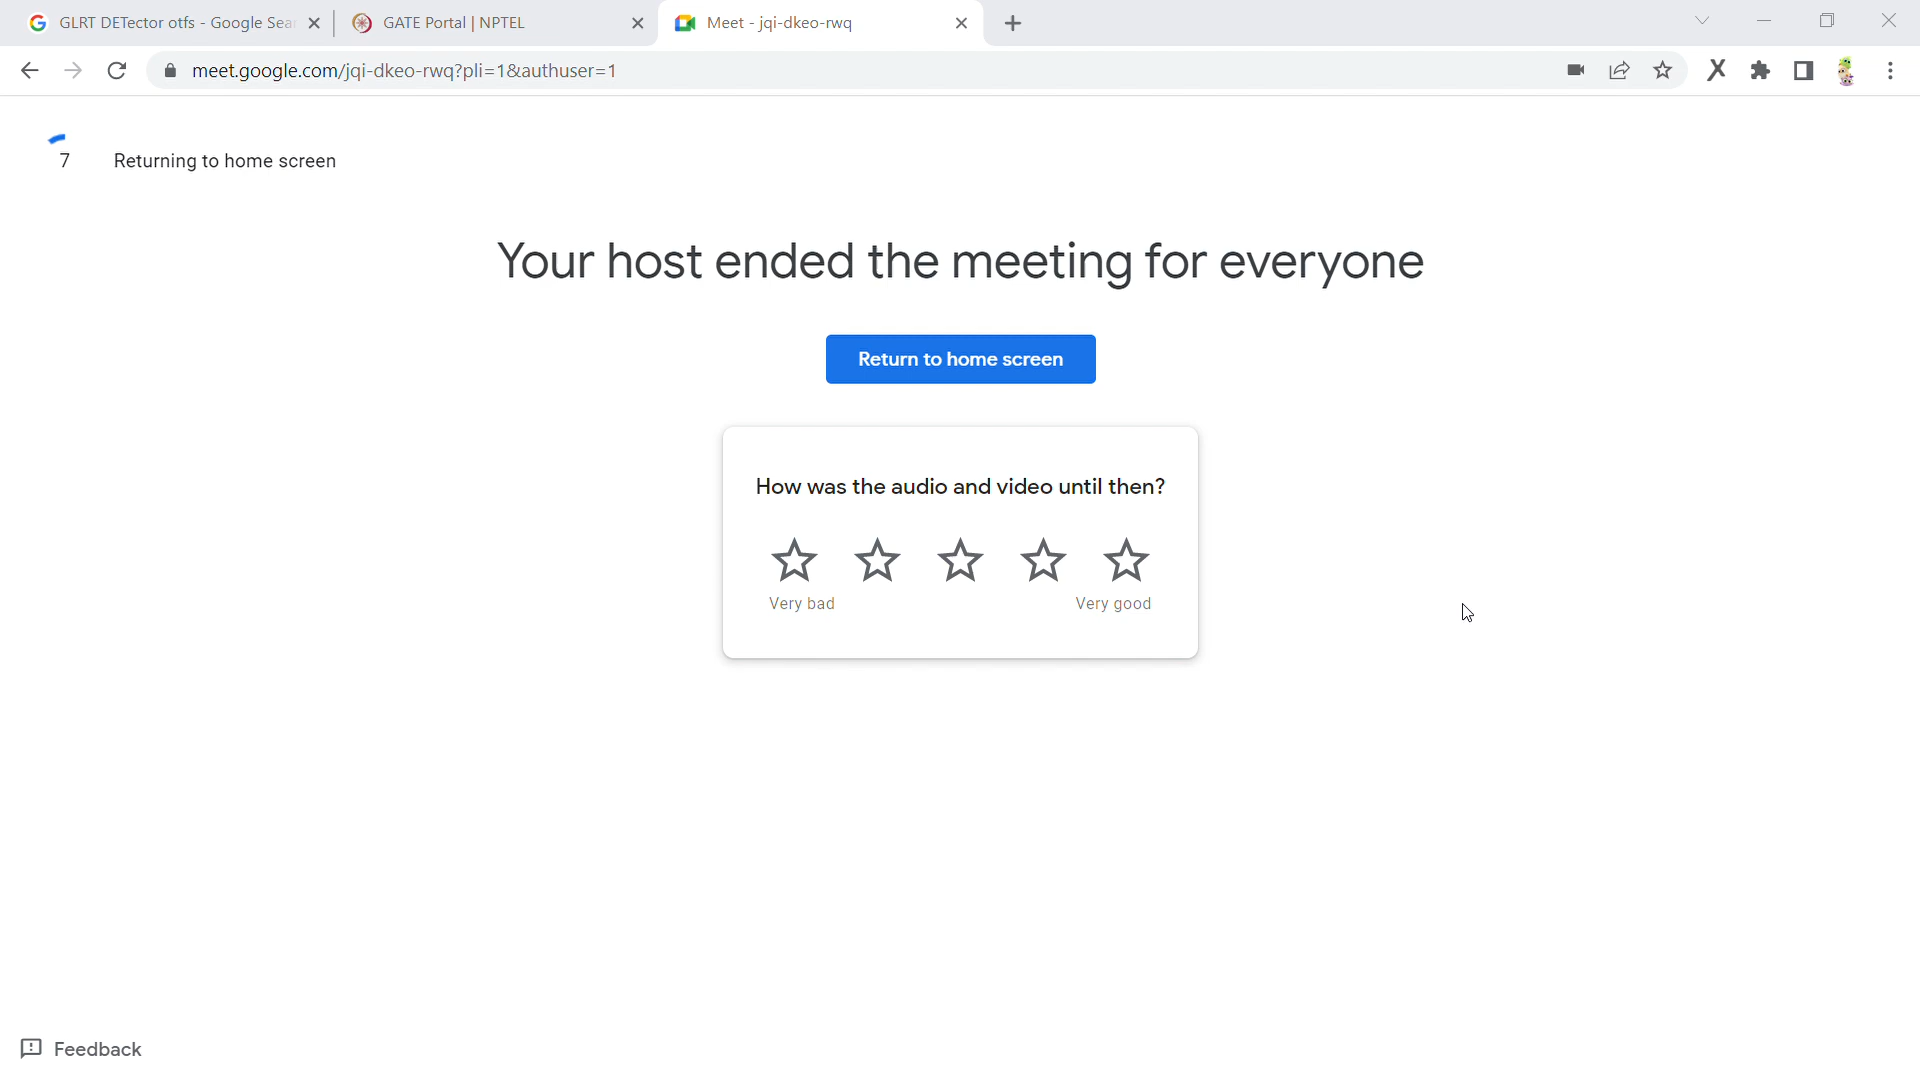 GLRT DETector otfs - Google Sea
GATE Portal | NPTEL
Meet - jqi-dkeo-rwq
meet.google.com/jqi-dkeo-rwq?pli=1&authuser=1
7
Returning to home screen
Your host ended the meeting for everyone
Return to home screen
How was the audio and video until then?
Very bad
Very good
Feedback